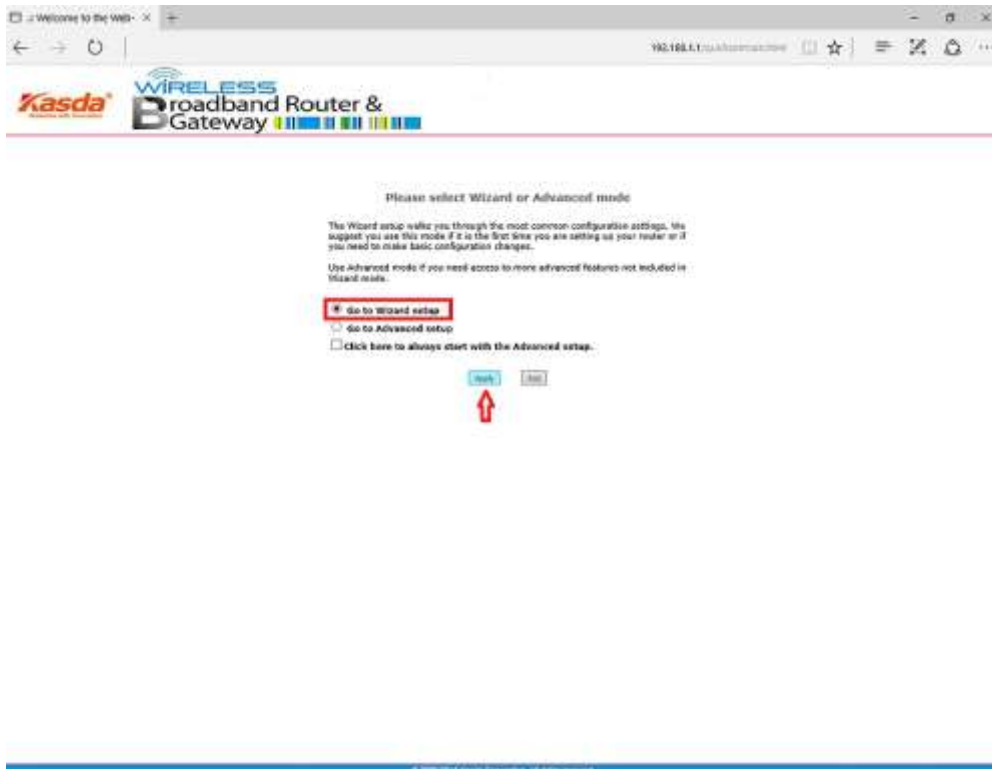 .: Welcome to the Web-
192.168.1.1
Kasda
WiRELESS
Broadband Router &
Gateway
Please select Wizard or Advanced mode
The Wizard setup walks you through the most common configuration settings. We
suggest you use this mode if it is the first time you are setting up your router or if
you need to make basic configuration changes.
Use Advanced mode if you need access to more advanced features not included in
Wizard mode.
Go to Wizard setup
Go to Advanced setup
Click here to always start with the Advanced setup.
Apply